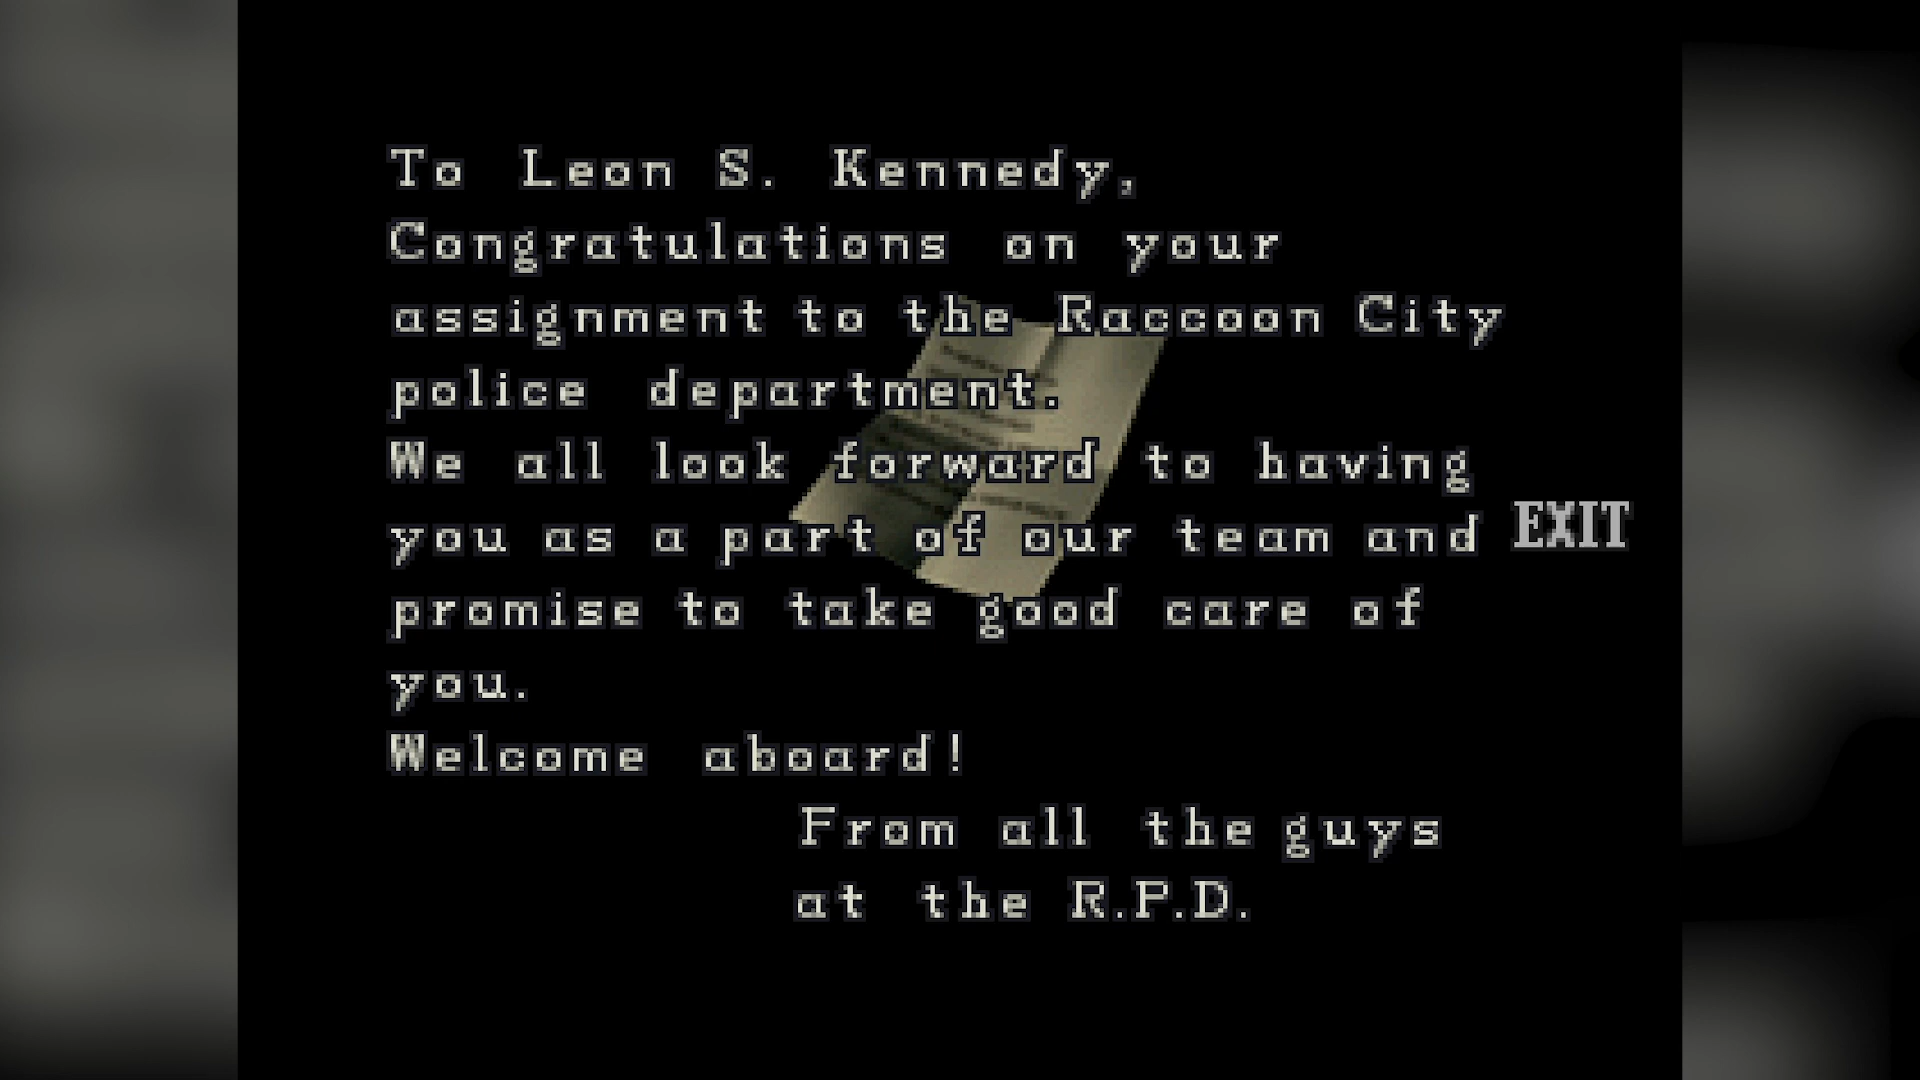 To Leon S. Kennedy,
Congratulations on your
assignment to the Raccoon City
police department.
We all look forward to having
you as a part of our team and
EXIT
promise to take good care of
you.
Welcome aboard!
From all the guys
at the R.P.D.